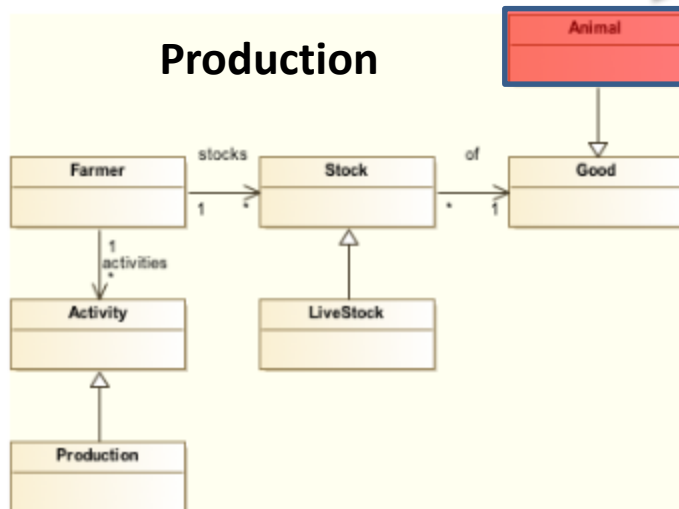 Animal
Production
stocks
of
Farmer
Stock
Good
1
*
*
1
1
activities
*
Activity
LiveStock
Production